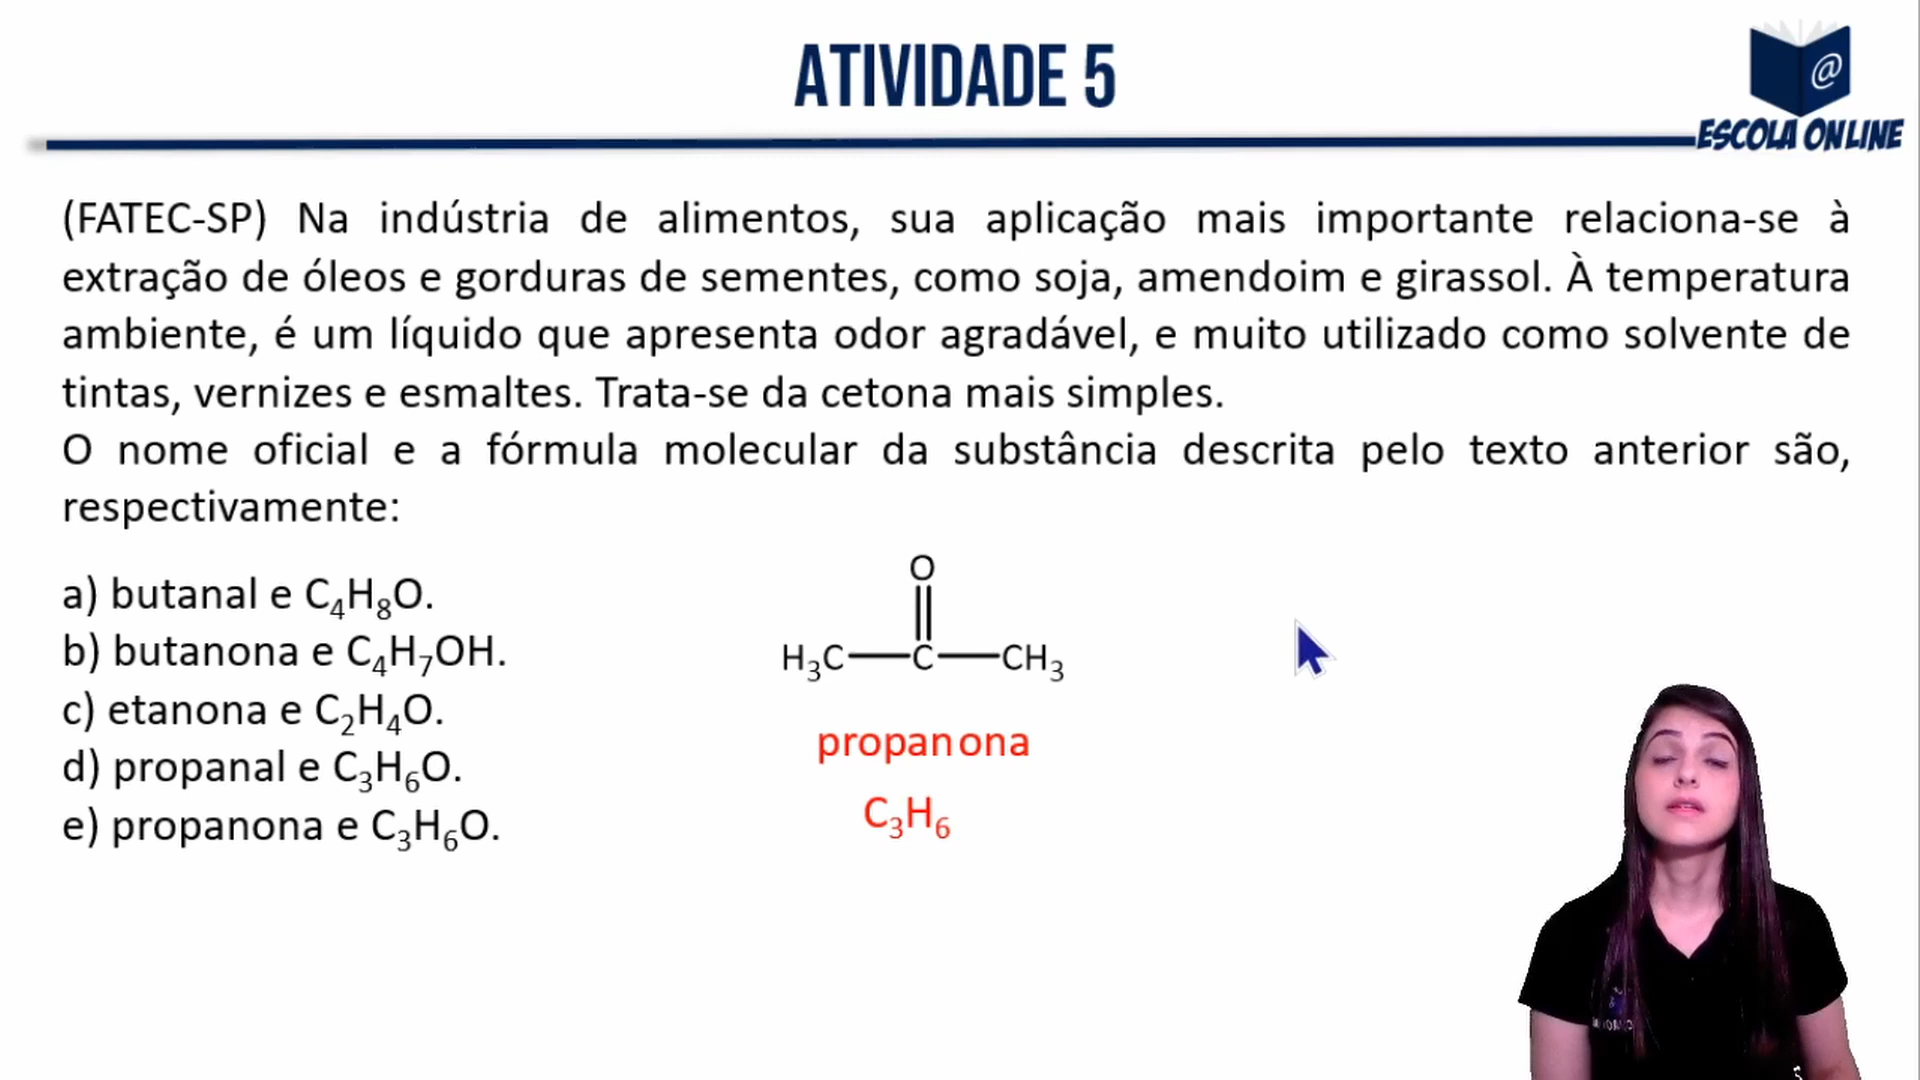 ATIVIDADE 5
@
ESCOLA ONLINE
(FATEC-SP) Na indústria de alimentos, sua aplicação mais importante relaciona-se à
extração de óleos e gorduras de sementes, como soja, amendoim e girassol. À temperatura
ambiente, é um líquido que apresenta odor agradável, e muito utilizado como solvente de
tintas, vernizes e esmaltes. Trata-se da cetona mais simples.
O nome oficial e a fórmula molecular da substância descrita pelo texto anterior são,
respectivamente:
a) butanal e C₄H₈O.
b) butanona e C₄H₇OH.
c) etanona e C₂H₄O.
d) propanal e C₃H₆O.
e) propanona e C₃H₆O.
O
H₃C C CH₃
propanona
C₃H₆